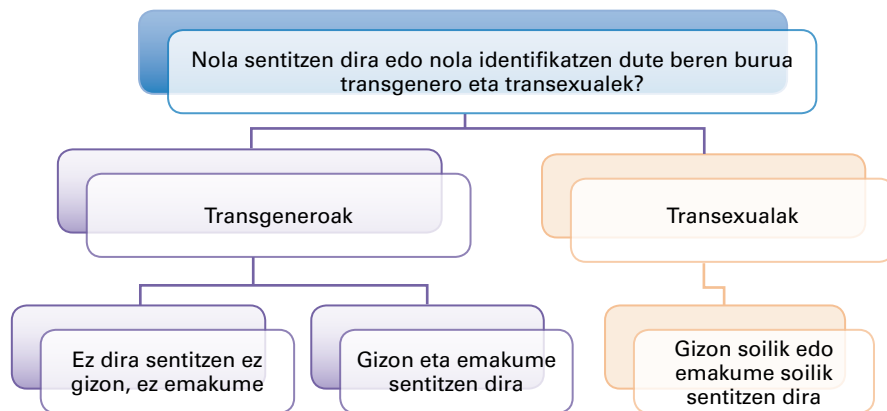 Nola sentitzen dira edo nola identifikatzen dute beren burua
transgenero eta transexualek?
Transgeneroak
Transexualak
Ez dira sentitzen ez
gizon, ez emakume
Gizon eta emakume
sentitzen dira
Gizon soilik edo
emakume soilik
sentitzen dira